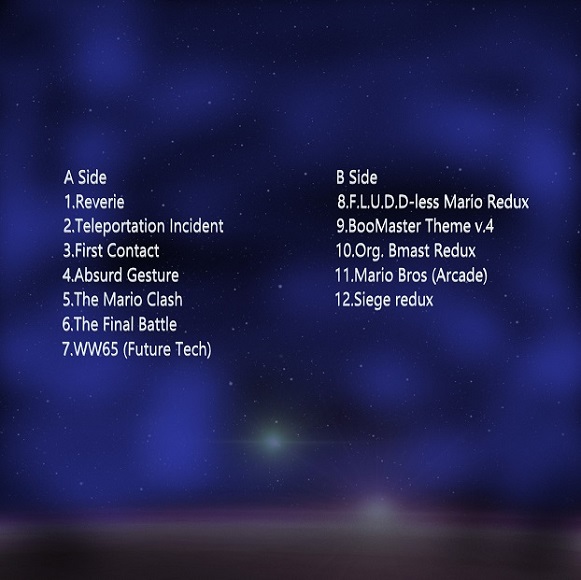 A Side
1.Reverie
2.Teleportation Incident
3.First Contact
4.Absurd Gesture
5.The Mario Clash
6.The Final Battle
7.WW65 (Future Tech)
B Side
8.F.L.U.D.D-less Mario Redux
9.BooMaster Theme v.4
10.Org. Bmast Redux
11.Mario Bros (Arcade)
12.Siege redux